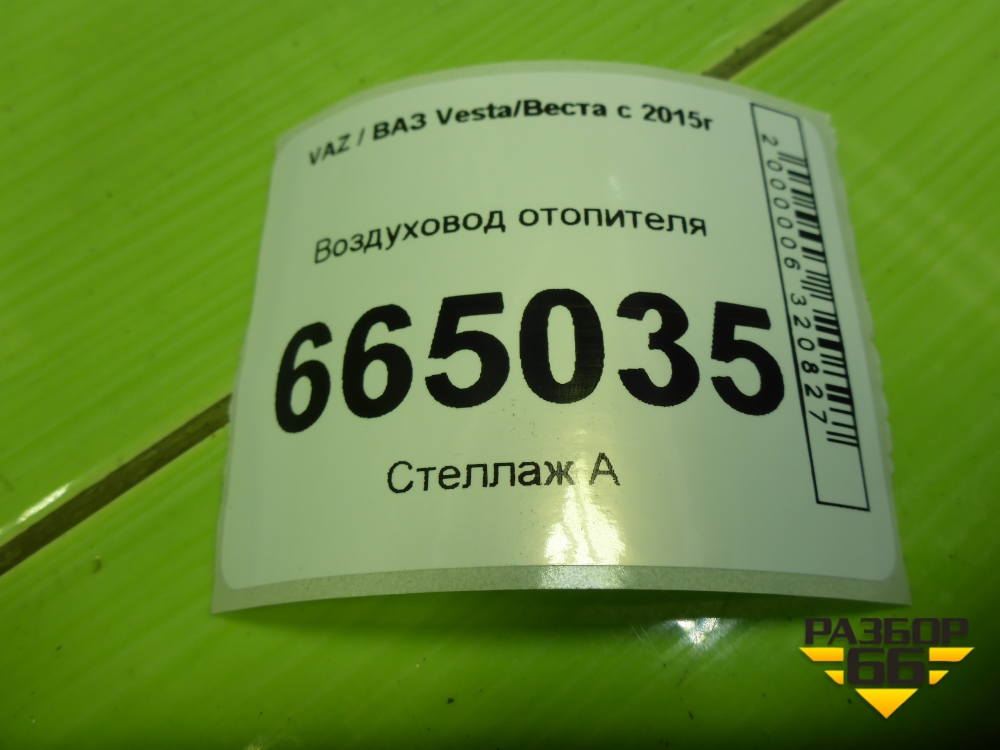 VAZ / ВАЗ Vesta/Веста с 2015г
Воздуховод отопителя
665035
Стеллаж А
2000006320827
РАЗБОР
66